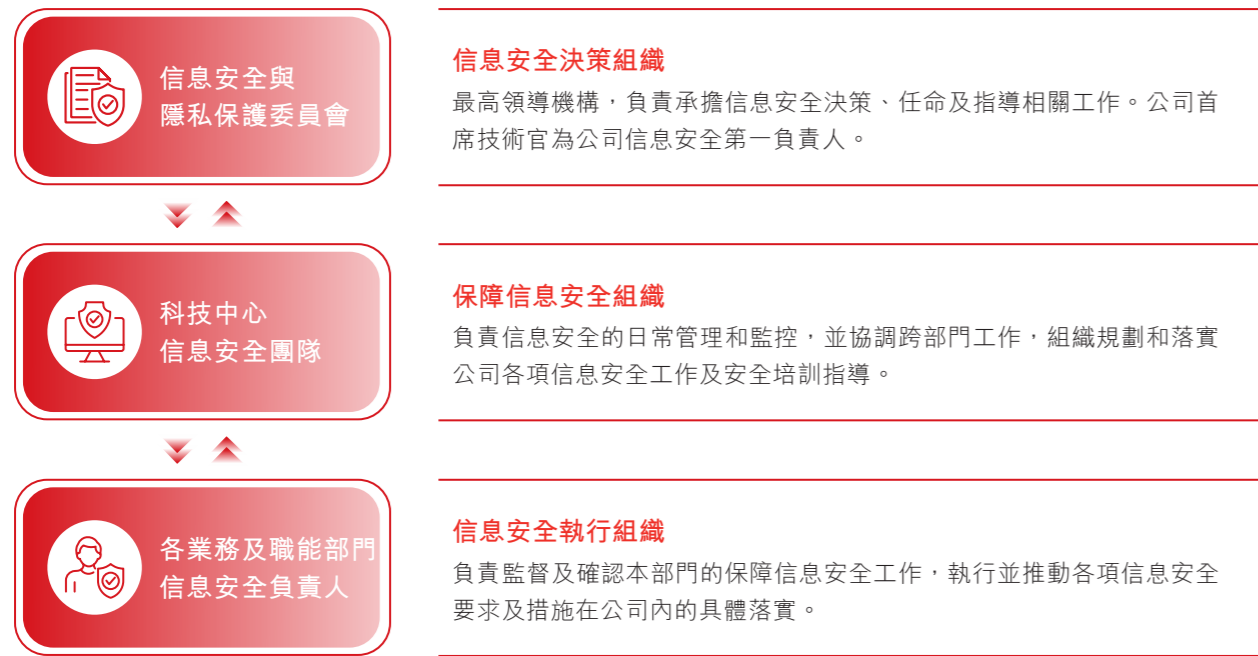 信息安全與
隱私保護委員會
信息安全決策組織
最高領導機構，負責承擔信息安全決策、任命及指導相關工作。公司首
席技術官為公司信息安全第一負責人。
科技中心
信息安全團隊
保障信息安全組織
負責信息安全的日常管理和監控，並協調跨部門工作，組織規劃和落實
公司各項信息安全工作及安全培訓指導。
各業務及職能部門
信息安全負責人
信息安全執行組織
負責監督及確認本部門的保障信息安全工作，執行並推動各項信息安全
要求及措施在公司內的具體落實。